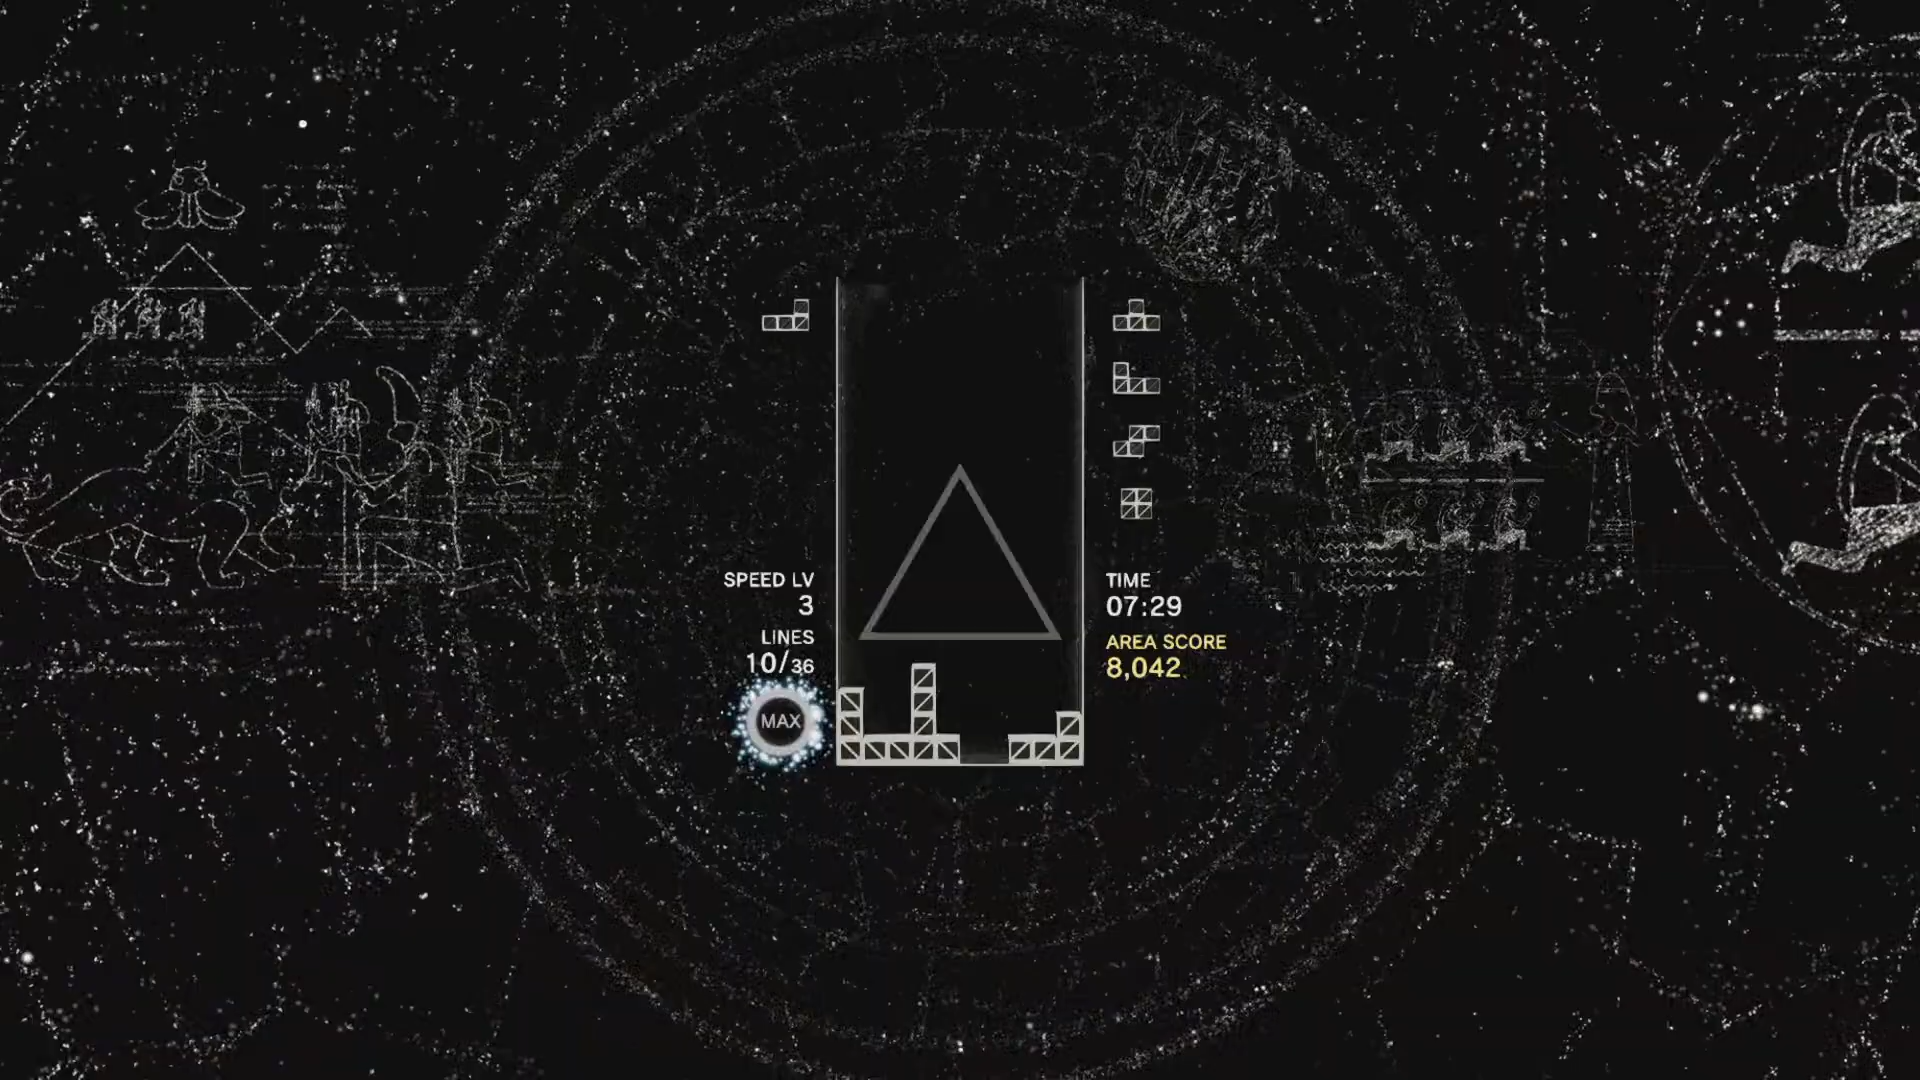 SPEED LV
3
LINES
10/36
MAX
TIME
07:29
AREA SCORE
8,042